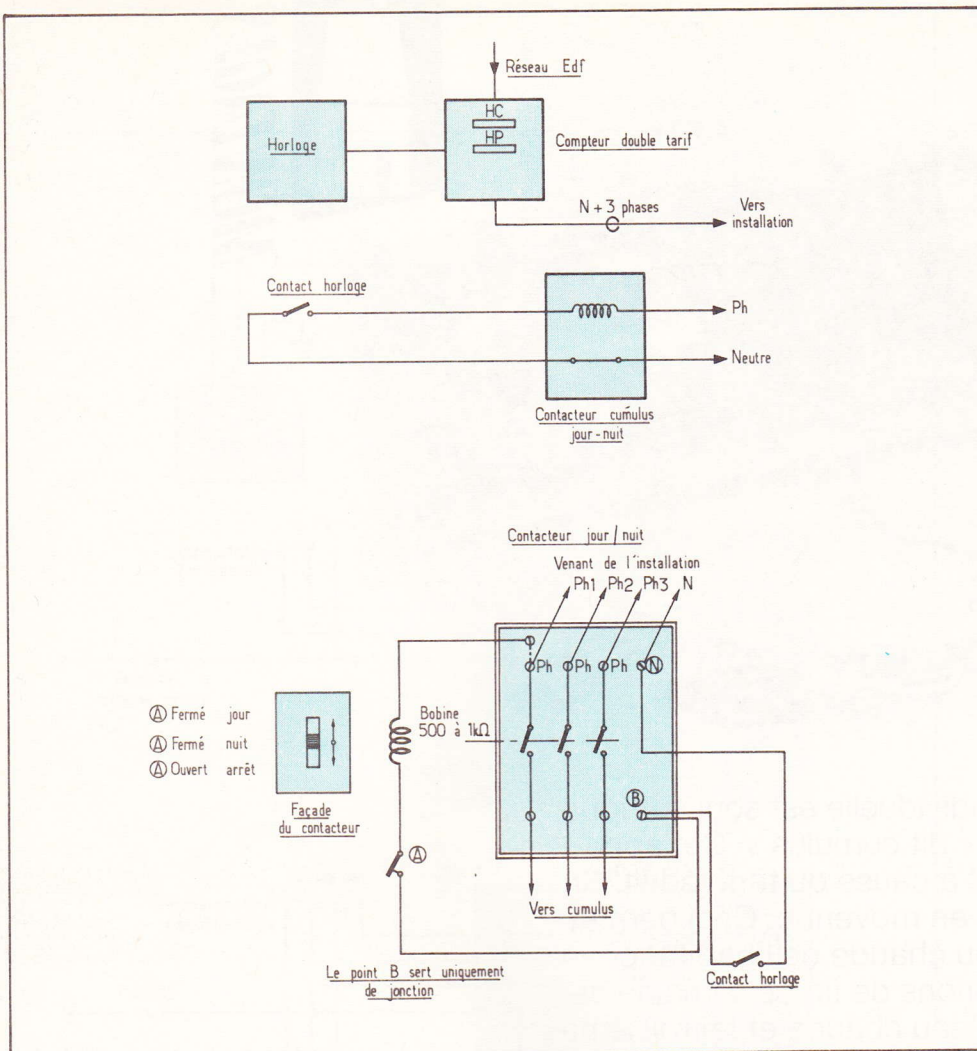 Réseau Edf
HC
HP
Horloge
Compteur double tarif
N + 3 phases
Vers
installation
Contact horloge
Ph
Neutre
Contacteur cumulus
jour-nuit
Contacteur jour/nuit
Venant de l'installation
Ph1 Ph2 Ph3 N
Ph Ph Ph N
Bobine
500 à 1kΩ
A Fermé jour
A Fermé nuit
A Ouvert arrêt
Façade
du contacteur
B
A
Vers cumulus
Le point B sert uniquement
de jonction
Contact horloge